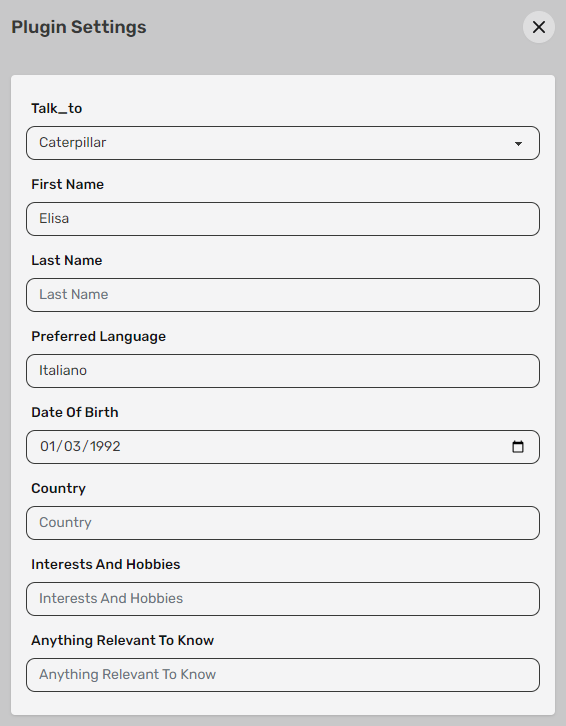 Plugin Settings
Talk_to
Caterpillar
First Name
Elisa
Last Name
Last Name
Preferred Language
Italiano
Date Of Birth
01/03/1992
Country
Country
Interests And Hobbies
Interests And Hobbies
Anything Relevant To Know
Anything Relevant To Know